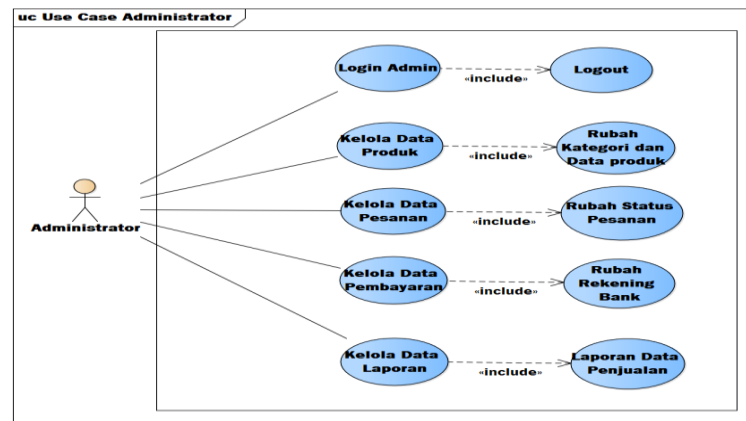 uc Use Case Administrator
Login Admin
«include»
Logout
Kelola Data
Produk
«include»
Rubah
Kategori dan
Data produk
Administrator
Kelola Data
Pesanan
«include»
Rubah Status
Pesanan
Kelola Data
Pembayaran
«include»
Rubah
Rekening
Bank
Kelola Data
Laporan
«include»
Laporan Data
Penjualan